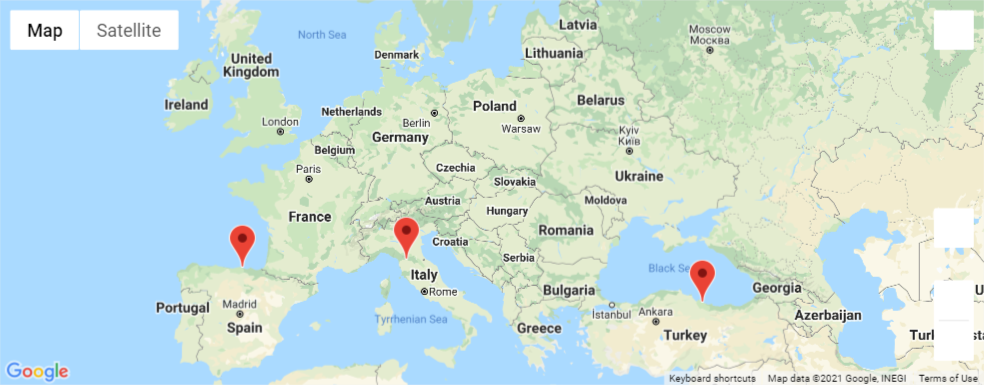 Map
Satellite
North Sea
Latvia
Moscow
Москва
Lithuania
Denmark
United
Kingdom
Ireland
London
Netherlands
Berlin
Poland
Warsaw
Belarus
Germany
Belgium
Kyiv
Київ
Paris
Czechia
Slovakia
Ukraine
Austria
Hungary
Moldova
France
Croatia
Romania
Serbia
Italy
Black Se
Georgia
Rome
Bulgaria
Portugal
Madrid
Spain
Istanbul
Ankara
Azerbaijan
Tyrrhenian Sea
Greece
Turkey
Google
Keyboard shortcuts
Map data ©2021 Google, INEGI
Terms of Use